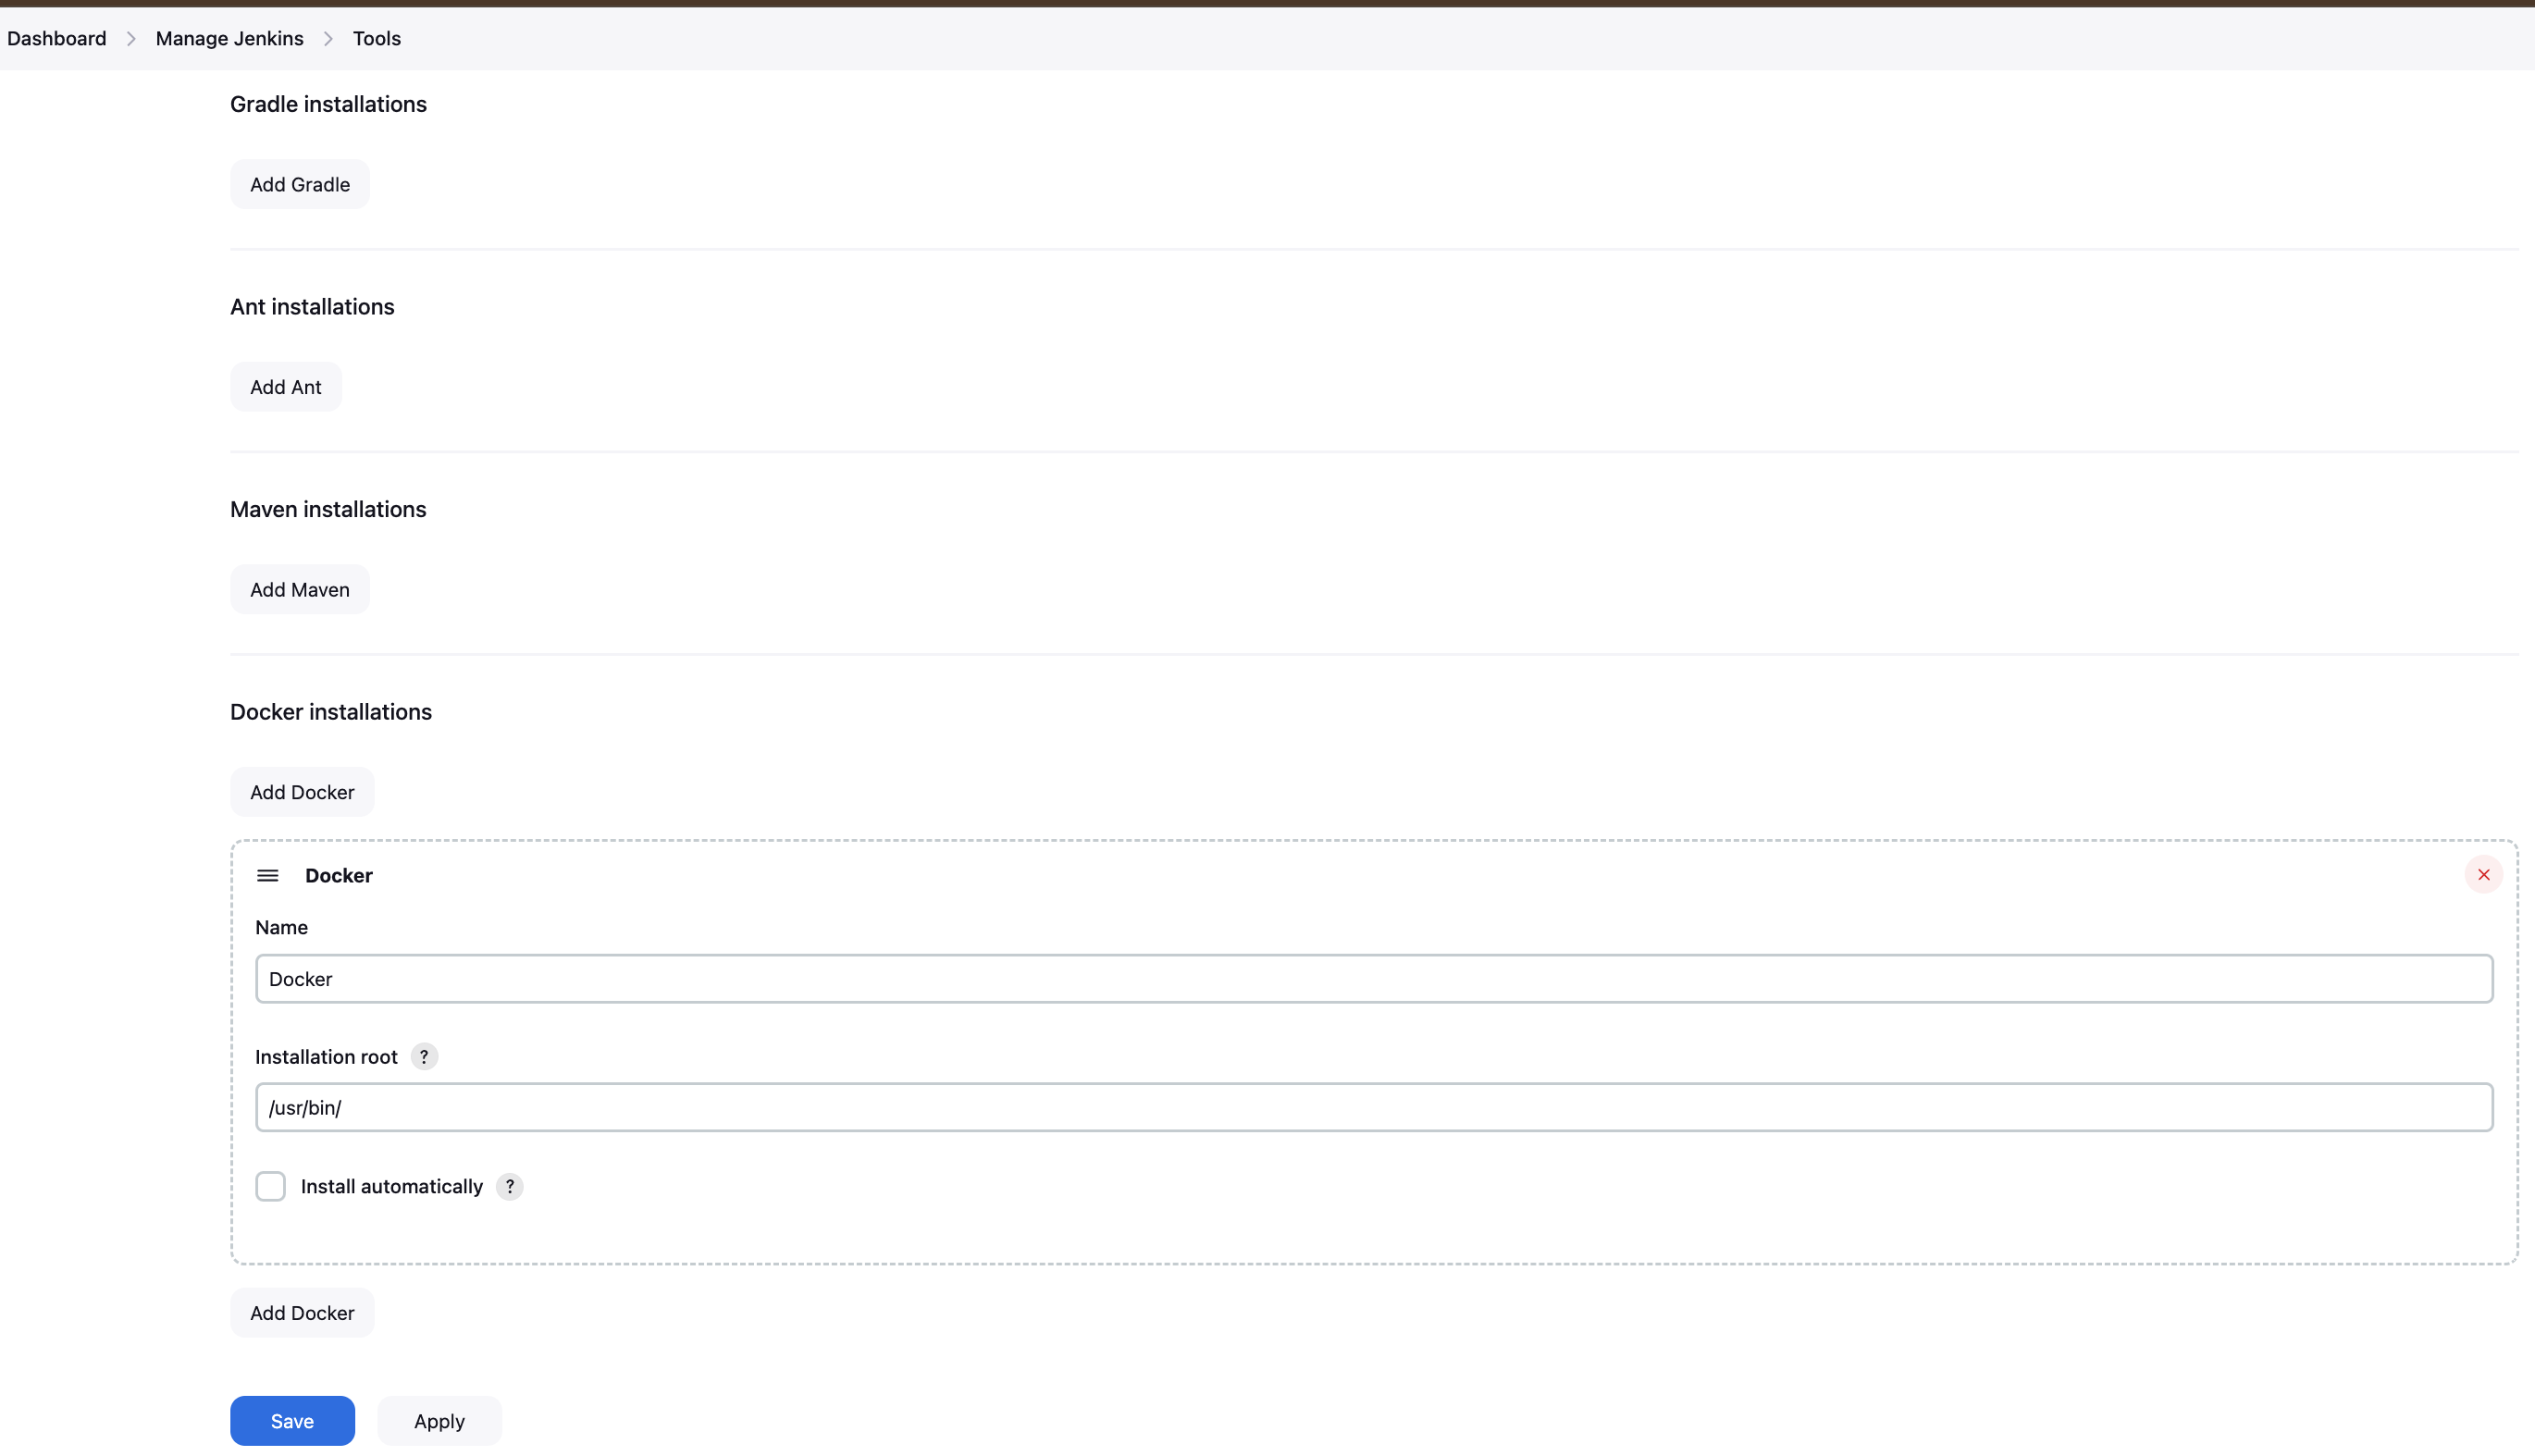 Dashboard > Manage Jenkins > Tools
Gradle installations
Add Gradle
Ant installations
Add Ant
Maven installations
Add Maven
Docker installations
Add Docker
Docker
Name
Docker
Installation root ?
/usr/bin/
Install automatically ?
Add Docker
Save Apply